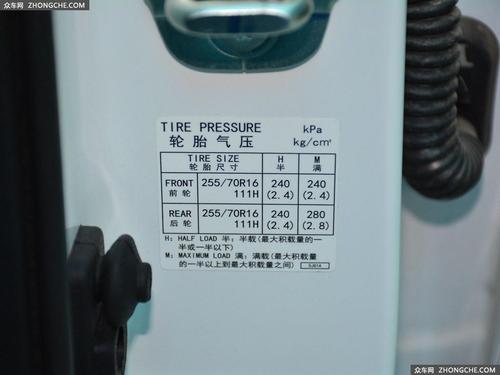 众车网 ZHONGCHE.COM
TIRE PRESSURE kPa
轮胎气压 kg/cm²
TIRE SIZE H M
轮胎尺寸 半 满
FRONT 255/70R16 240 240
前轮 111H (2.4) (2.4)
REAR 255/70R16 240 280
后轮 111H (2.4) (2.8)
H: HALF LOAD 半:半载(最大积载量的一
半或一半以下)
M: MAXIMUM LOAD 满:满载(最大积载量
的一半以上到最大积载量之间)
众车网 ZHONGCHE.COM